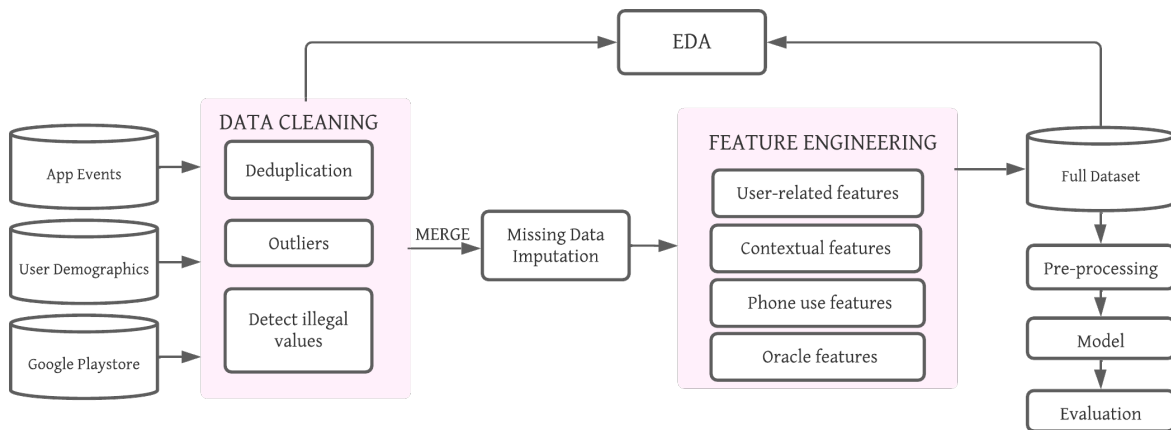 EDA
DATA CLEANING
App Events
Deduplication
User Demographics
Outliers
Google Playstore
Detect illegal
values
MERGE
Missing Data
Imputation
FEATURE ENGINEERING
User-related features
Contextual features
Phone use features
Oracle features
Full Dataset
Pre-processing
Model
Evaluation